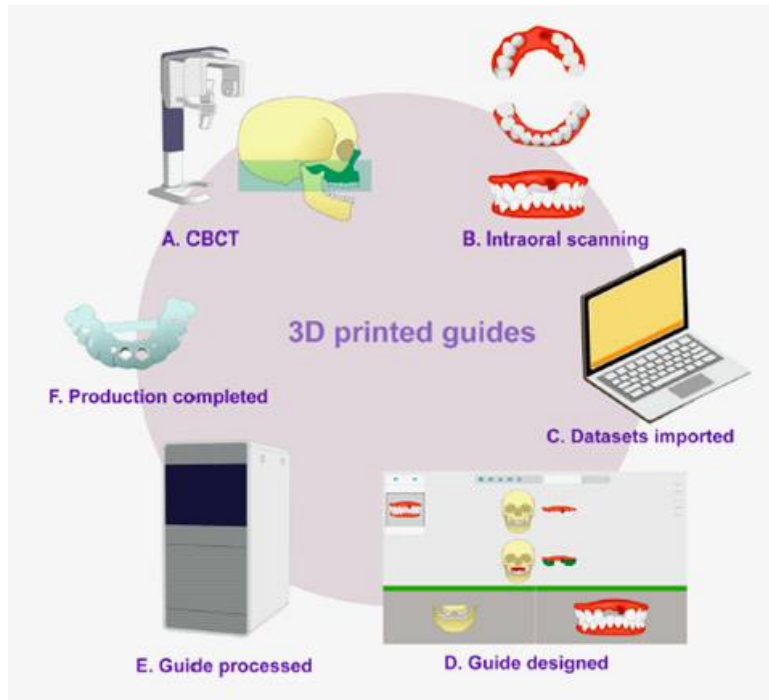 A. CBCT
B. Intraoral scanning
3D printed guides
F. Production completed
C. Datasets imported
E. Guide processed
D. Guide designed